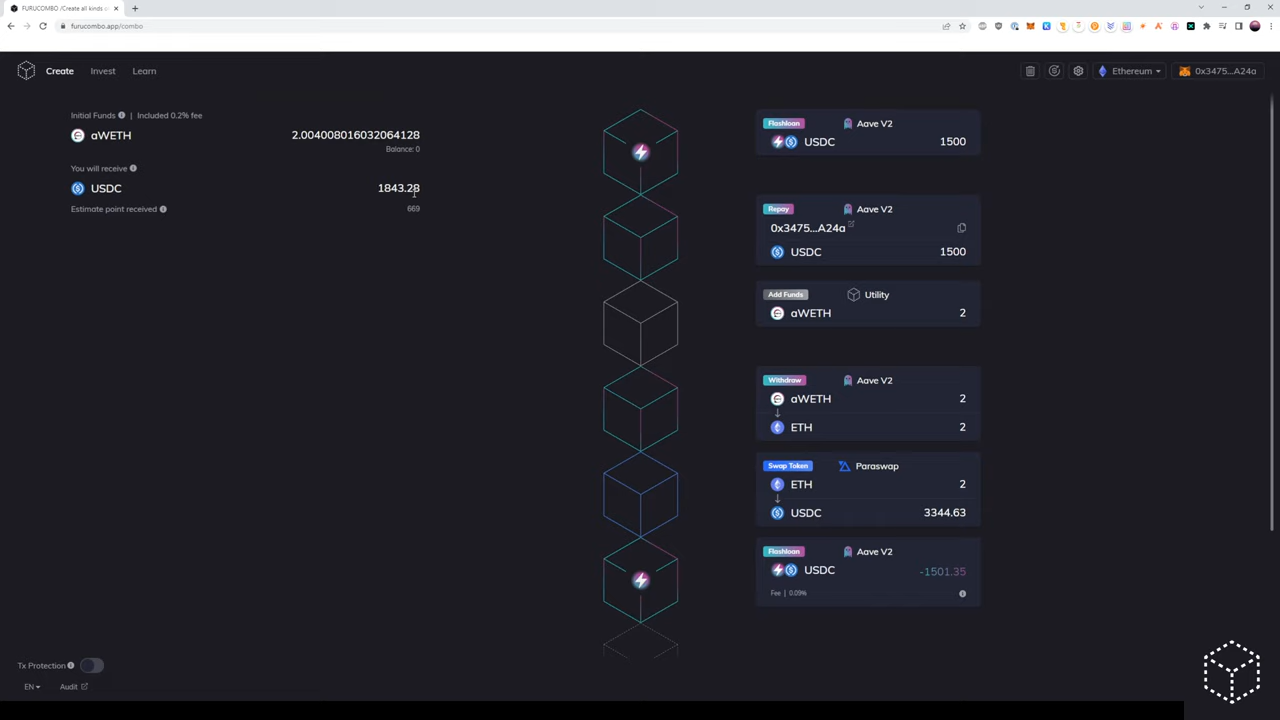 FURUCOMBO /Create all kinds of
furucombo.app/combo
Create
Invest
Learn
Ethereum
0x3475...A24a
Initial Funds
Included 0.2% fee
aWETH
2.004008016032064128
Balance: 0
You will receive
USDC
1843.28
Estimate point received
669
Flashloan
Aave V2
USDC
1500
Repay
Aave V2
0x3475...A24a
USDC
1500
Add Funds
Utility
aWETH
2
Withdraw
Aave V2
aWETH
2
ETH
2
Swap Token
Paraswap
ETH
2
USDC
3344.63
Flashloan
Aave V2
USDC
-1501.35
Fee | 0.09%
Tx Protection
EN
Audit